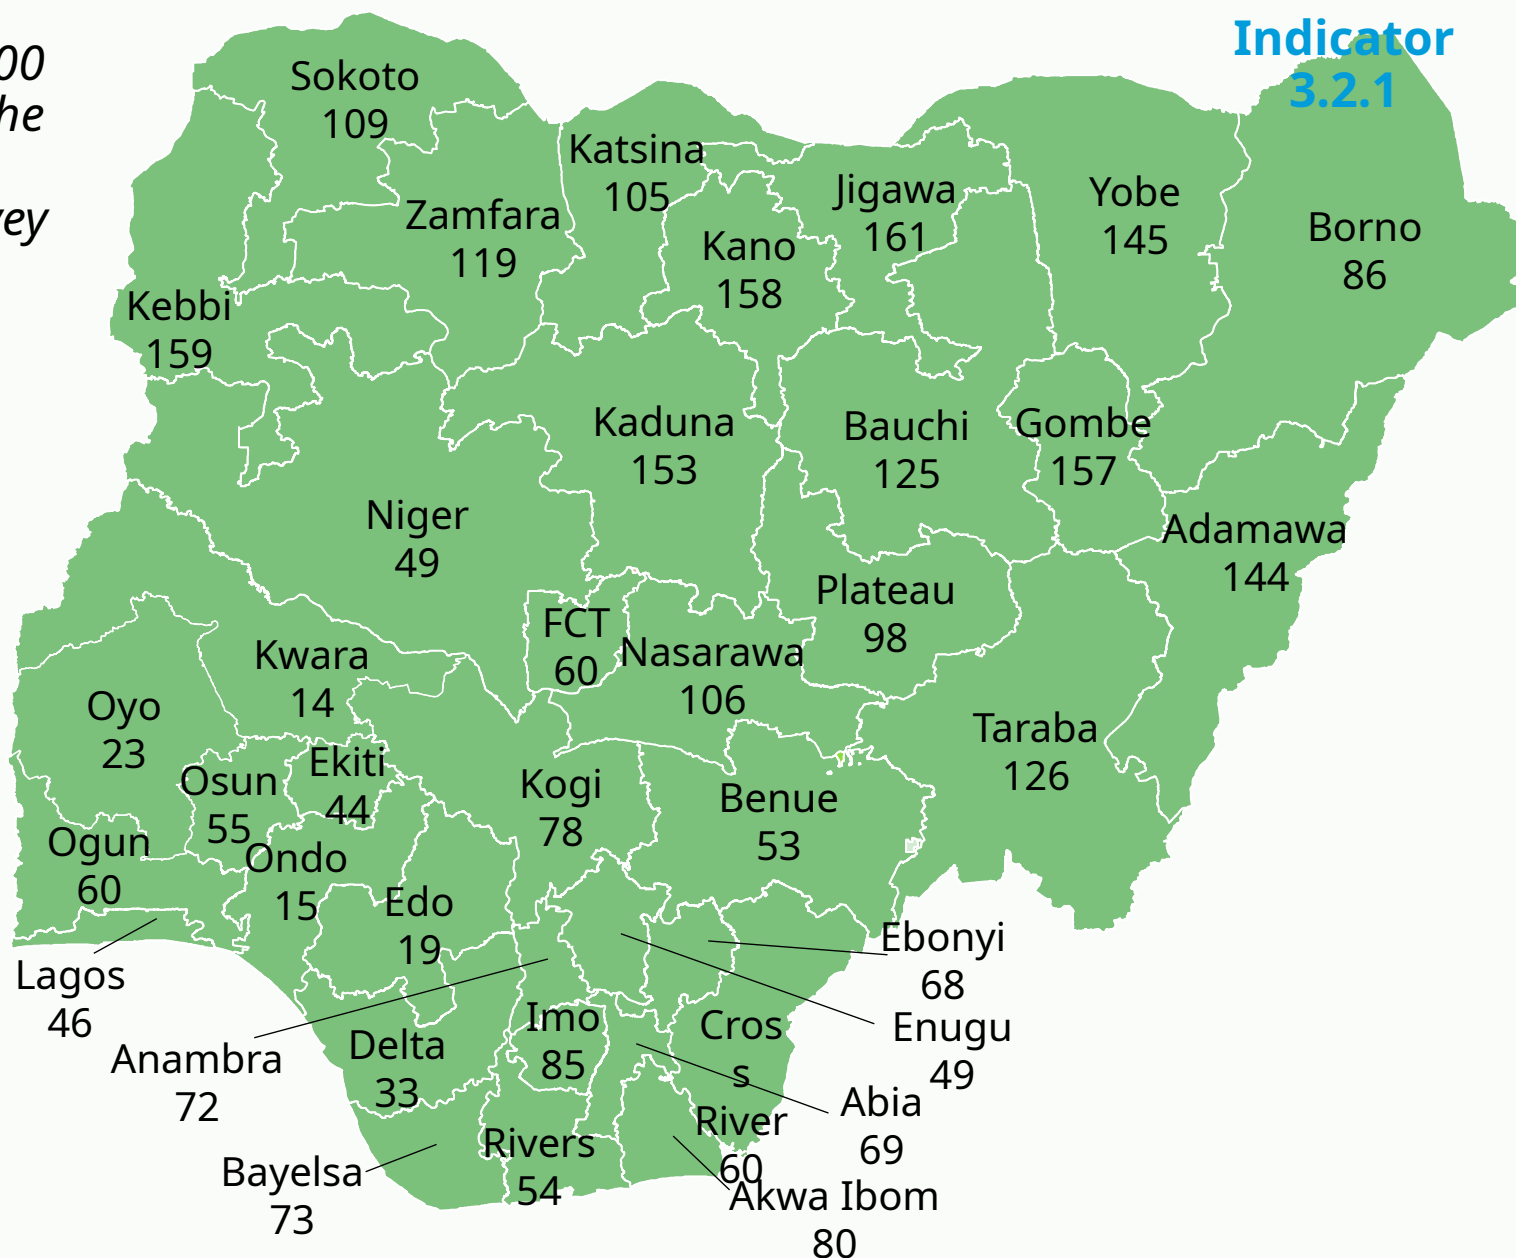 00
he
vey
Indicator
3.2.1
Sokoto
109
Katsina
105
Jigawa
161
Yobe
145
Borno
86
Zamfara
119
Kano
158
Kebbi
159
Kaduna
153
Bauchi
125
Gombe
157
Niger
49
Adamawa
144
Plateau
98
FCT
60
Nasarawa
106
Kwara
14
Oyo
23
Taraba
126
Ekiti
44
Osun
55
Kogi
78
Benue
53
Ogun
60
Ondo
15
Edo
19
Ebonyi
68
Lagos
46
Enugu
49
Anambra
72
Delta
33
Imo
85
Cros
s
River
60
Abia
69
Bayelsa
73
Rivers
54
Akwa Ibom
80